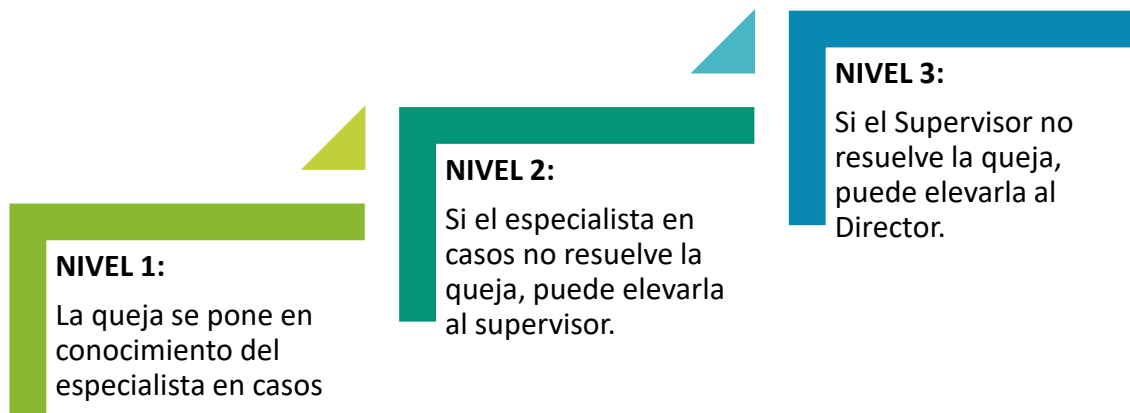 NIVEL 1:
La queja se pone en
conocimiento del
especialista en casos
NIVEL 2:
Si el especialista en
casos no resuelve la
queja, puede elevarla
al supervisor.
NIVEL 3:
Si el Supervisor no
resuelve la queja,
puede elevarla al
Director.